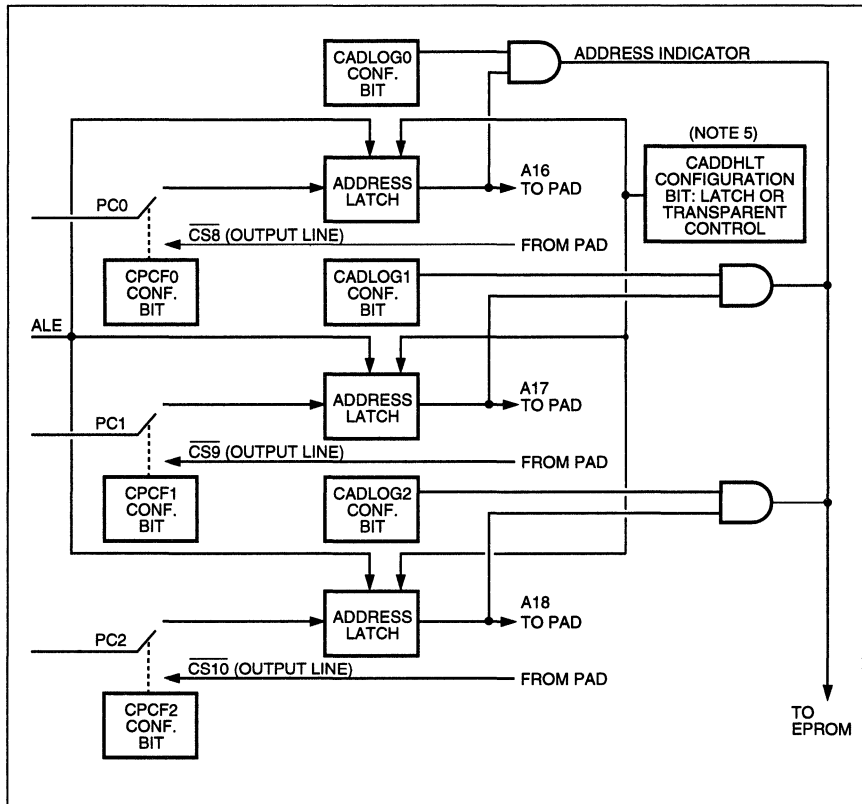 CADLOG0
CONF.
BIT
ADDRESS INDICATOR
(NOTE 5)
CADDHLT
CONFIGURATION
BIT: LATCH OR
TRANSPARENT
CONTROL
PC0
ADDRESS
LATCH
A16
TO PAD
CS8 (OUTPUT LINE)
FROM PAD
CPCF0
CONF.
BIT
CADLOG1
CONF.
BIT
ALE
PC1
ADDRESS
LATCH
A17
TO PAD
CS9 (OUTPUT LINE)
FROM PAD
CPCF1
CONF.
BIT
CADLOG2
CONF.
BIT
PC2
ADDRESS
LATCH
A18
TO PAD
CS10 (OUTPUT LINE)
FROM PAD
CPCF2
CONF.
BIT
TO
EPROM